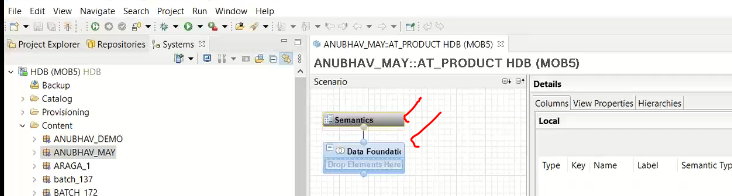 File Edit Navigate Search Project Run Window Help
Project Explorer Repositories Systems
HDB (MOB5) HDB
Backup
Catalog
Provisioning
Content
ANUBHAV_DEMO
ANUBHAV_MAY
ARAGA_1
batch_137
BATCH_172
ANUBHAV_MAY::AT_PRODUCT HDB (MOB5)
ANUBHAV_MAY::AT_PRODUCT HDB (MOB5)
Scenario
Semantics
Data Foundatio
Drop Elements Here
Details
Columns View Properties Hierarchies
Local
Type Key Name Label Semantic Typ